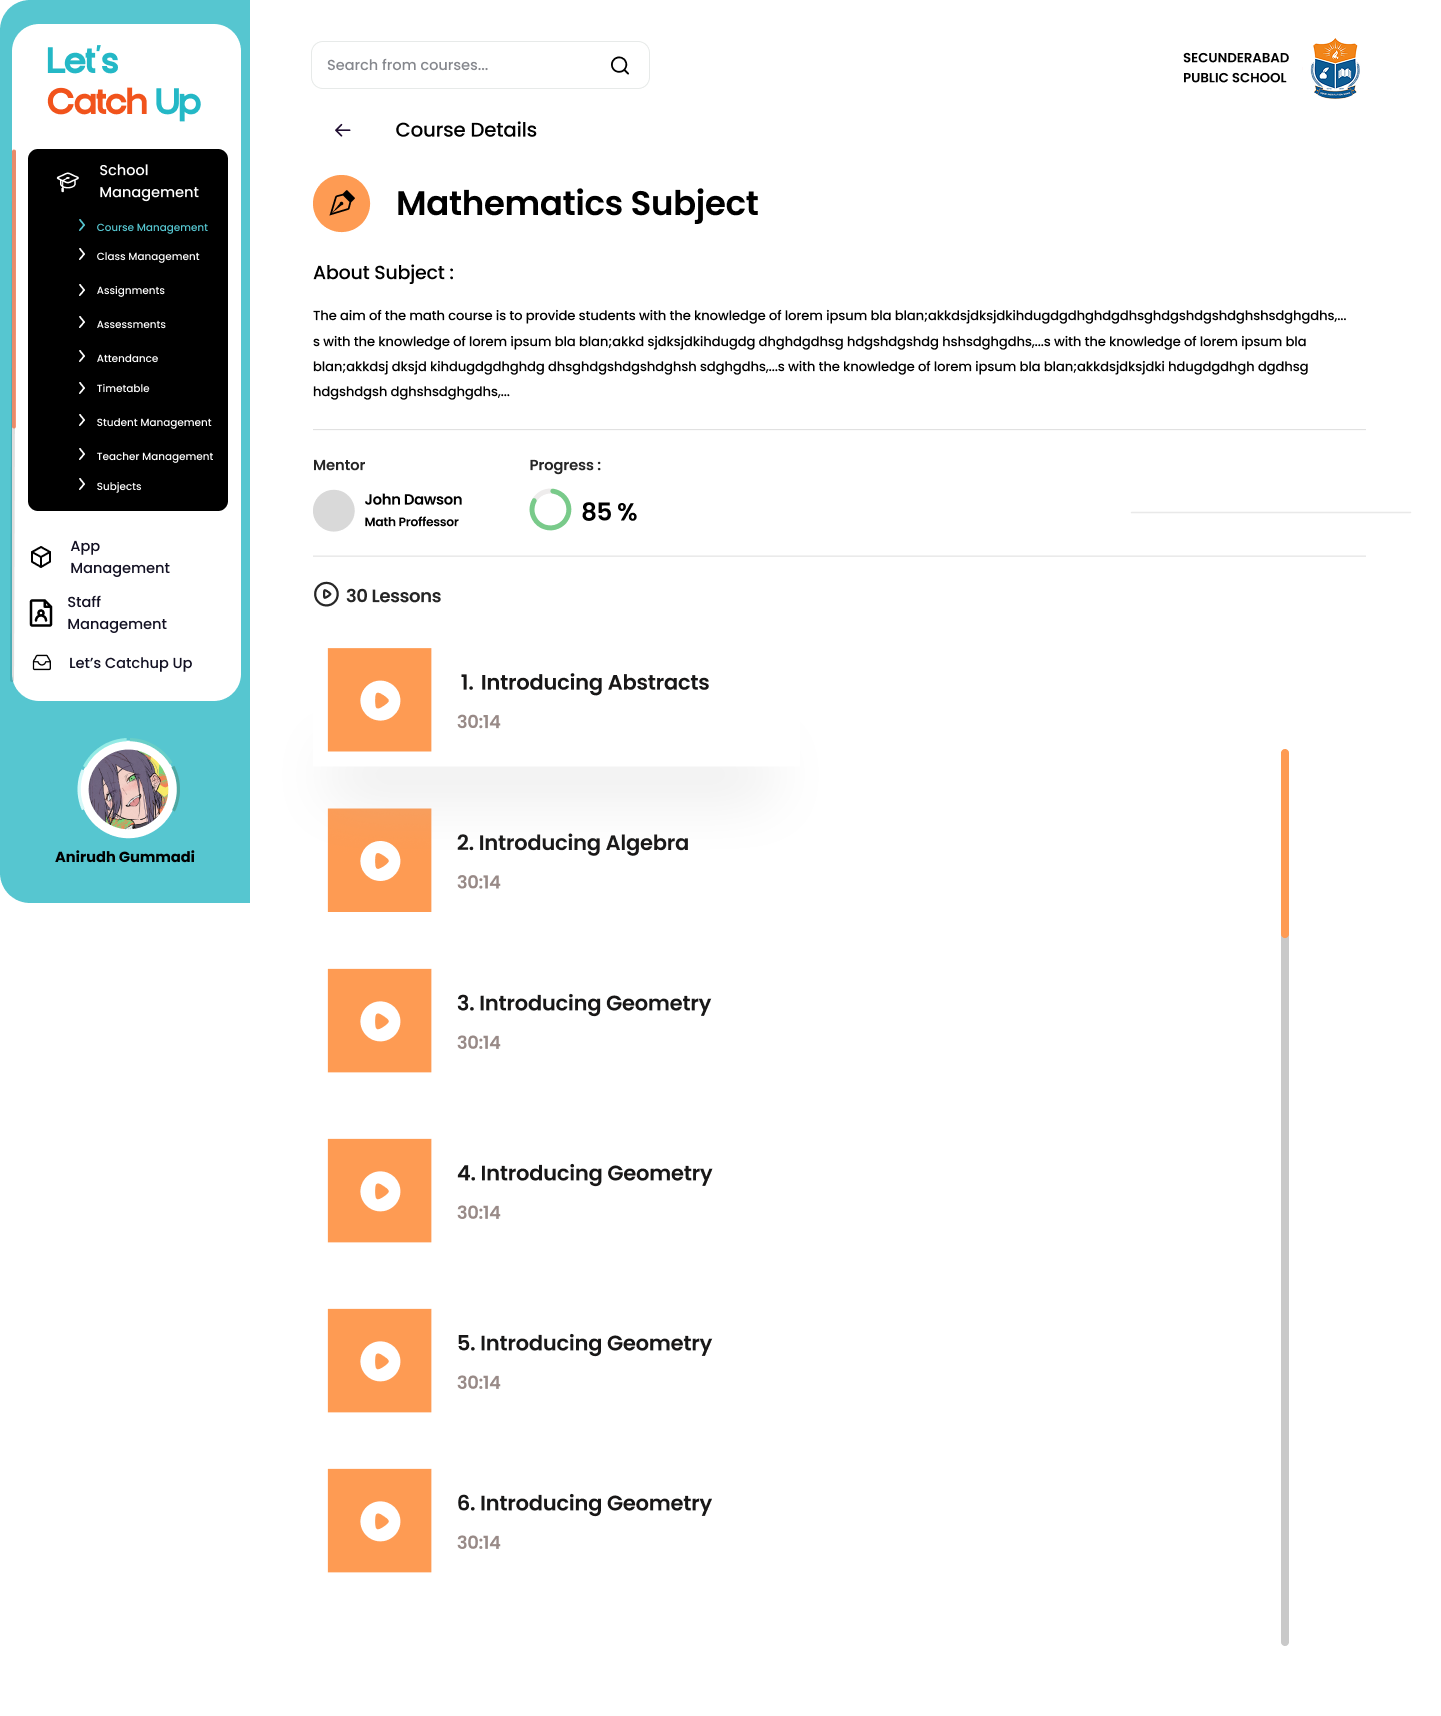 Let's
Catch Up
School
Management
Course Management
Class Management
Assignments
Assessments
Attendance
Timetable
Student Management
Teacher Management
Subjects
App
Management
Staff
Management
Let's Catchup Up
Anirudh Gummadi
Search from courses...
SECUNDERABAD
PUBLIC SCHOOL
Course Details
Mathematics Subject
About Subject :
The aim of the math course is to provide students with the knowledge of lorem ipsum bla blan;akkdsjdksjdkihdugdgdhghdgdhsghdgshdgshdghshsdghgdhs,...
s with the knowledge of lorem ipsum bla blan;akkd sjdksjdkihdugdg dhghdgdhsg hdgshdgshdg hshsdghgdhs,...s with the knowledge of lorem ipsum bla
blan;akkdsj dksjd kihdugdgdhghdg dhsghdgshdgshdghsh sdghgdhs,...s with the knowledge of lorem ipsum bla blan;akkdsjdksjdki hdugdgdhgh dgdhsg
hdgshdgsh dghshsdghgdhs,...
Mentor
John Dawson
Math Proffessor
Progress :
85 %
30 Lessons
1. Introducing Abstracts
30:14
2. Introducing Algebra
30:14
3. Introducing Geometry
30:14
4. Introducing Geometry
30:14
5. Introducing Geometry
30:14
6. Introducing Geometry
30:14